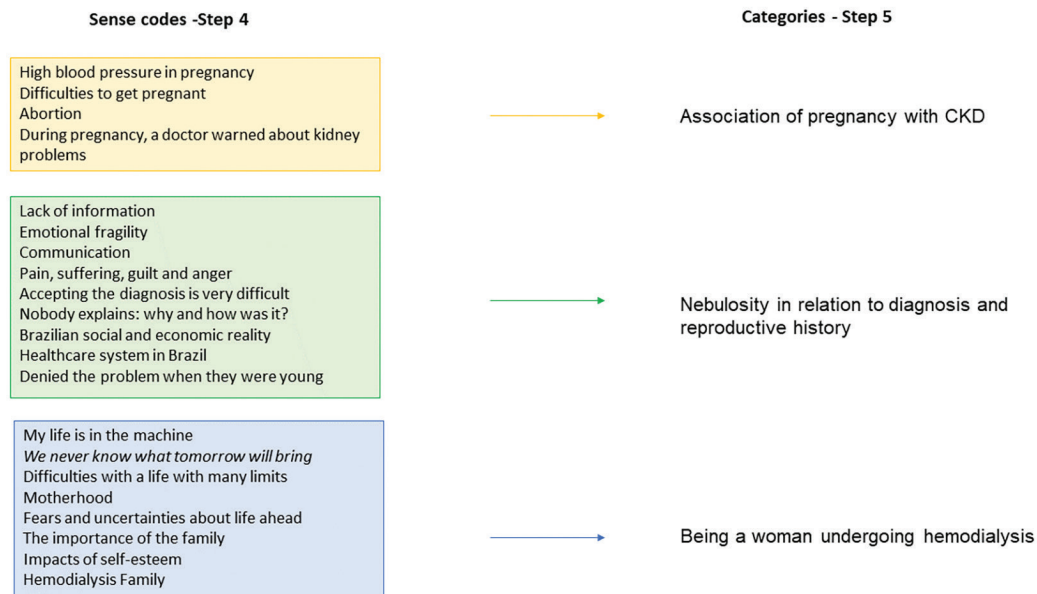 Sense codes -Step 4
Categories - Step 5
High blood pressure in pregnancy
Difficulties to get pregnant
Abortion
During pregnancy, a doctor warned about kidney
problems
Association of pregnancy with CKD
Lack of information
Emotional fragility
Communication
Pain, suffering, guilt and anger
Accepting the diagnosis is very difficult
Nobody explains: why and how was it?
Brazilian social and economic reality
Healthcare system in Brazil
Denied the problem when they were young
Nebulosity in relation to diagnosis and
reproductive history
My life is in the machine
We never know what tomorrow will bring
Difficulties with a life with many limits
Motherhood
Fears and uncertainties about life ahead
The importance of the family
Impacts of self-esteem
Hemodialysis Family
Being a woman undergoing hemodialysis